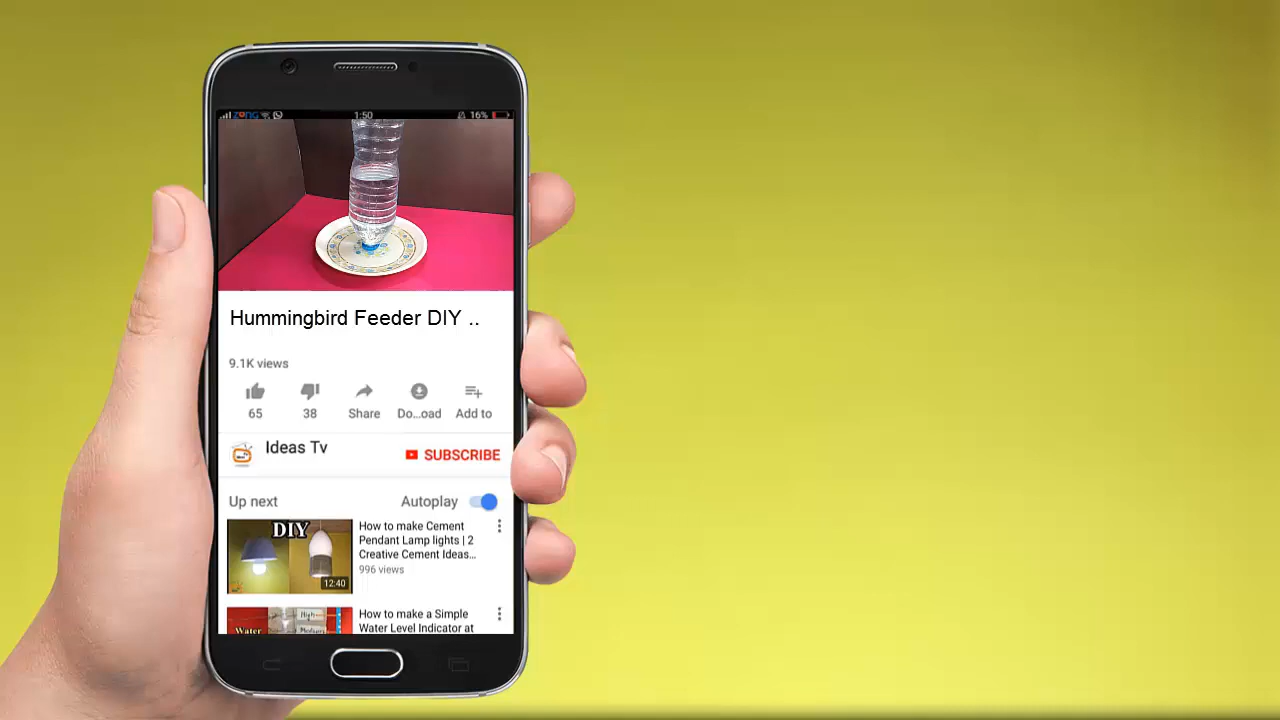 ZONG 1:50 16%
Hummingbird Feeder DIY ..
9.1K views
65 38 Share Do...oad Add to
Ideas Tv SUBSCRIBE
Up next Autoplay
DIY
12:40
How to make Cement
Pendant Lamp lights | 2
Creative Cement Ideas...
996 views
Water
High
How to make a Simple
Water Level Indicator at